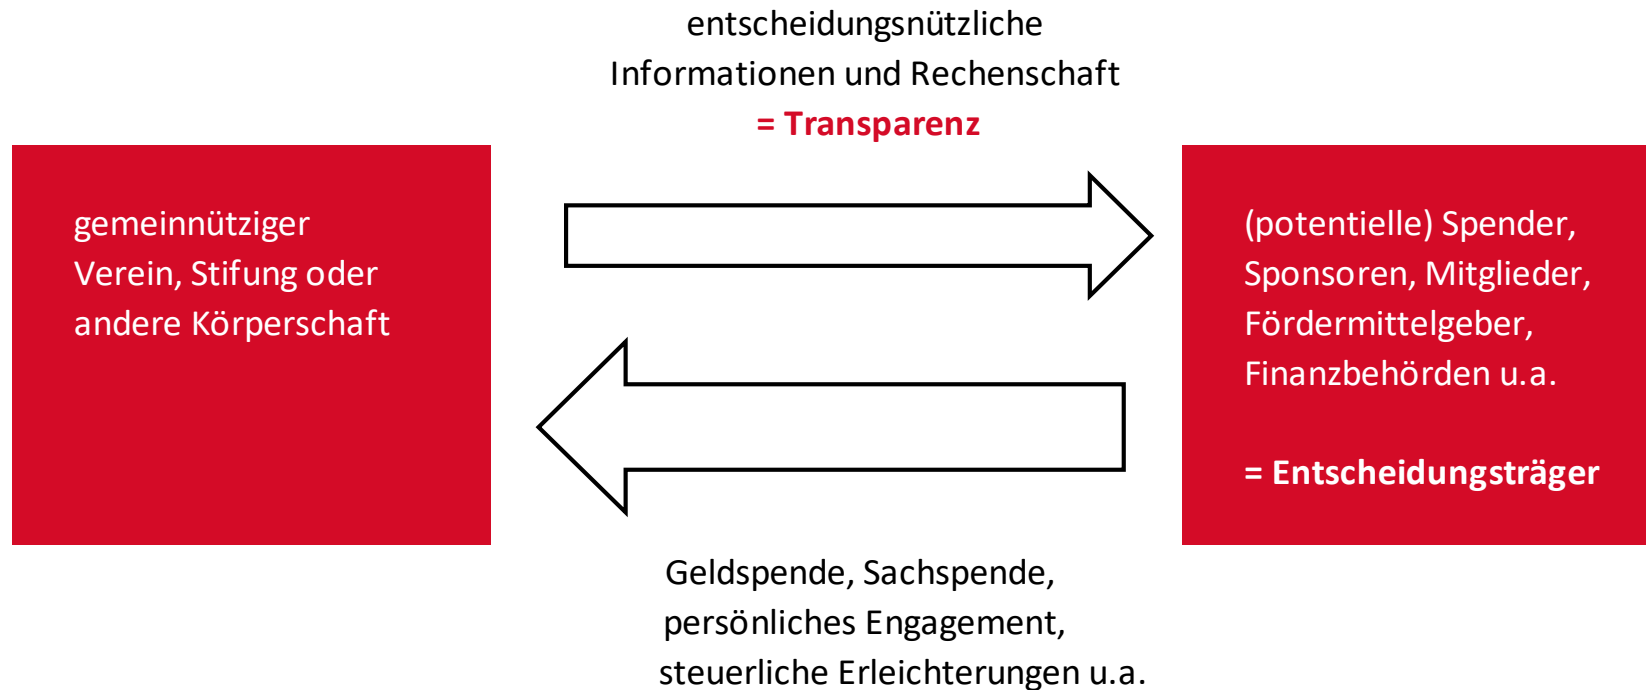 entscheidungsnützliche
Informationen und Rechenschaft
= Transparenz
gemeinnütziger
Verein, Stifung oder
andere Körperschaft
(potentielle) Spender,
Sponsoren, Mitglieder,
Fördermittelgeber,
Finanzbehörden u.a.
= Entscheidungsträger
Geldspende, Sachspende,
persönliches Engagement,
steuerliche Erleichterungen u.a.